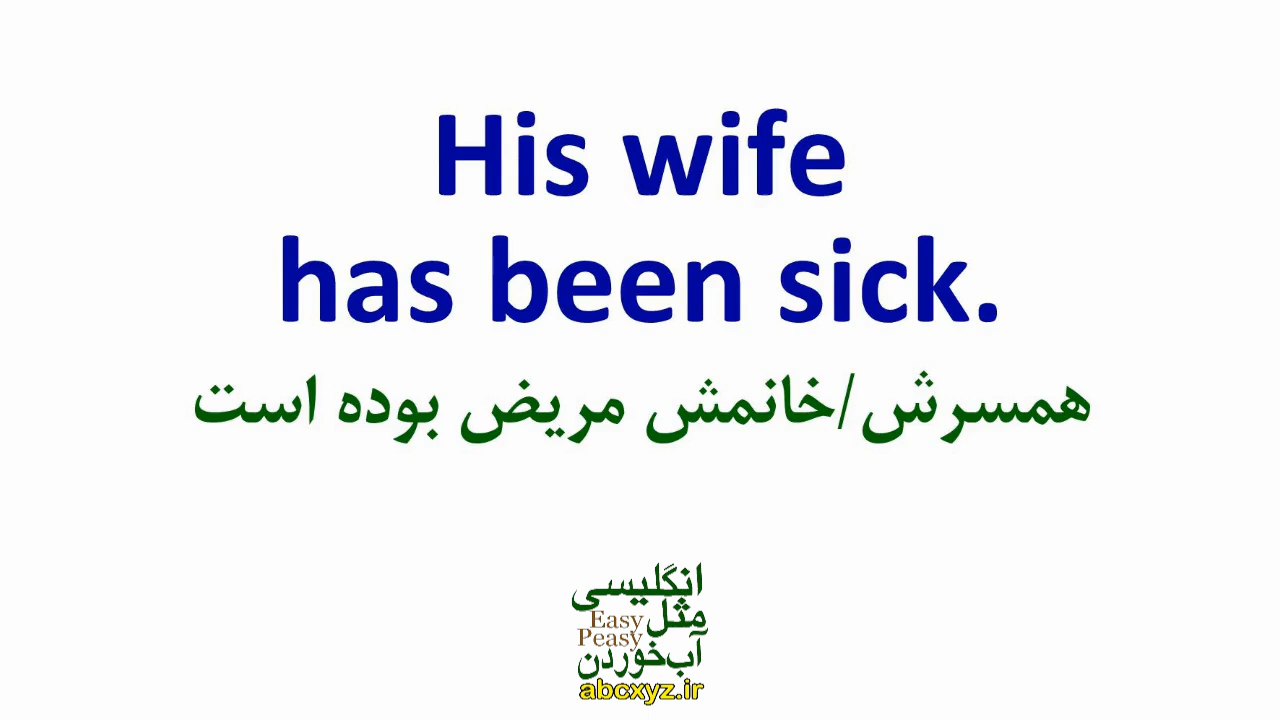 His wife
has been sick.
همسرش/خانمش مریض بوده است
انگلیسی
مثل
Easy
Peasy
آب‌خوردن
abcxyz.ir